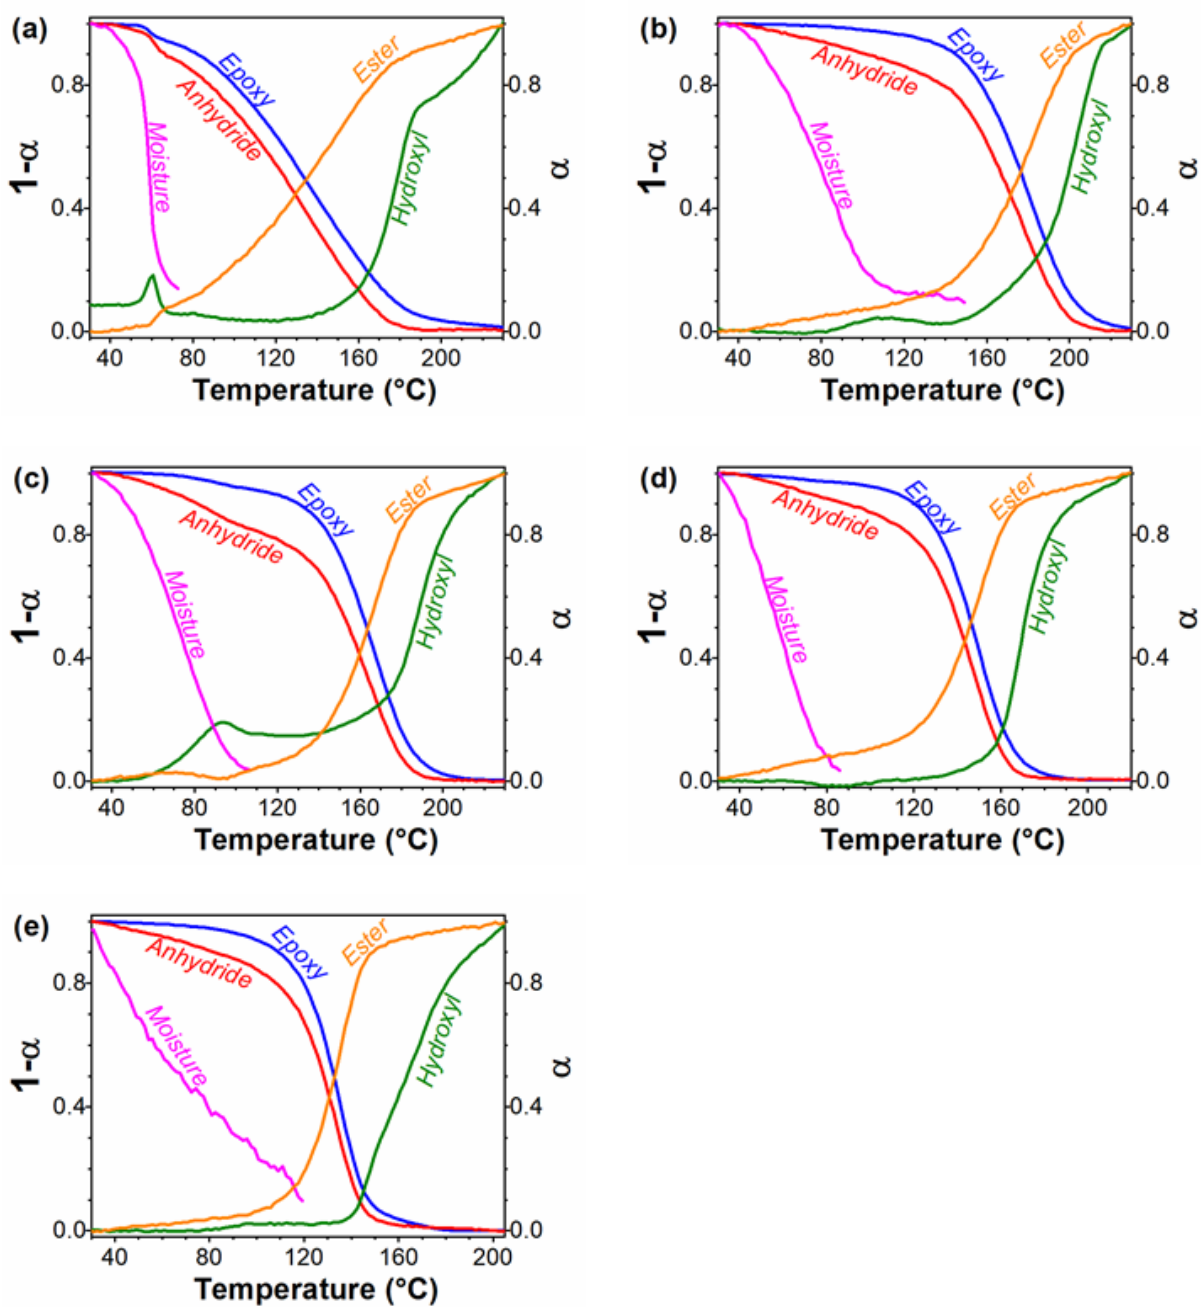 (a)
Epoxy
Anhydride
Moisture
Ester
Hydroxyl
0.8
0.4
0.0
1-α
0.8
0.4
0.0
α
40 80 120 160 200
Temperature (°C)
(b)
Epoxy
Anhydride
Moisture
Ester
Hydroxyl
0.8
0.4
0.0
1-α
0.8
0.4
0.0
α
40 80 120 160 200
Temperature (°C)
(c)
Epoxy
Anhydride
Moisture
Ester
Hydroxyl
0.8
0.4
0.0
1-α
0.8
0.4
0.0
α
40 80 120 160 200
Temperature (°C)
(d)
Epoxy
Anhydride
Moisture
Ester
Hydroxyl
0.8
0.4
0.0
1-α
0.8
0.4
0.0
α
40 80 120 160 200
Temperature (°C)
(e)
Epoxy
Anhydride
Moisture
Ester
Hydroxyl
0.8
0.4
0.0
1-α
0.8
0.4
0.0
α
40 80 120 160 200
Temperature (°C)